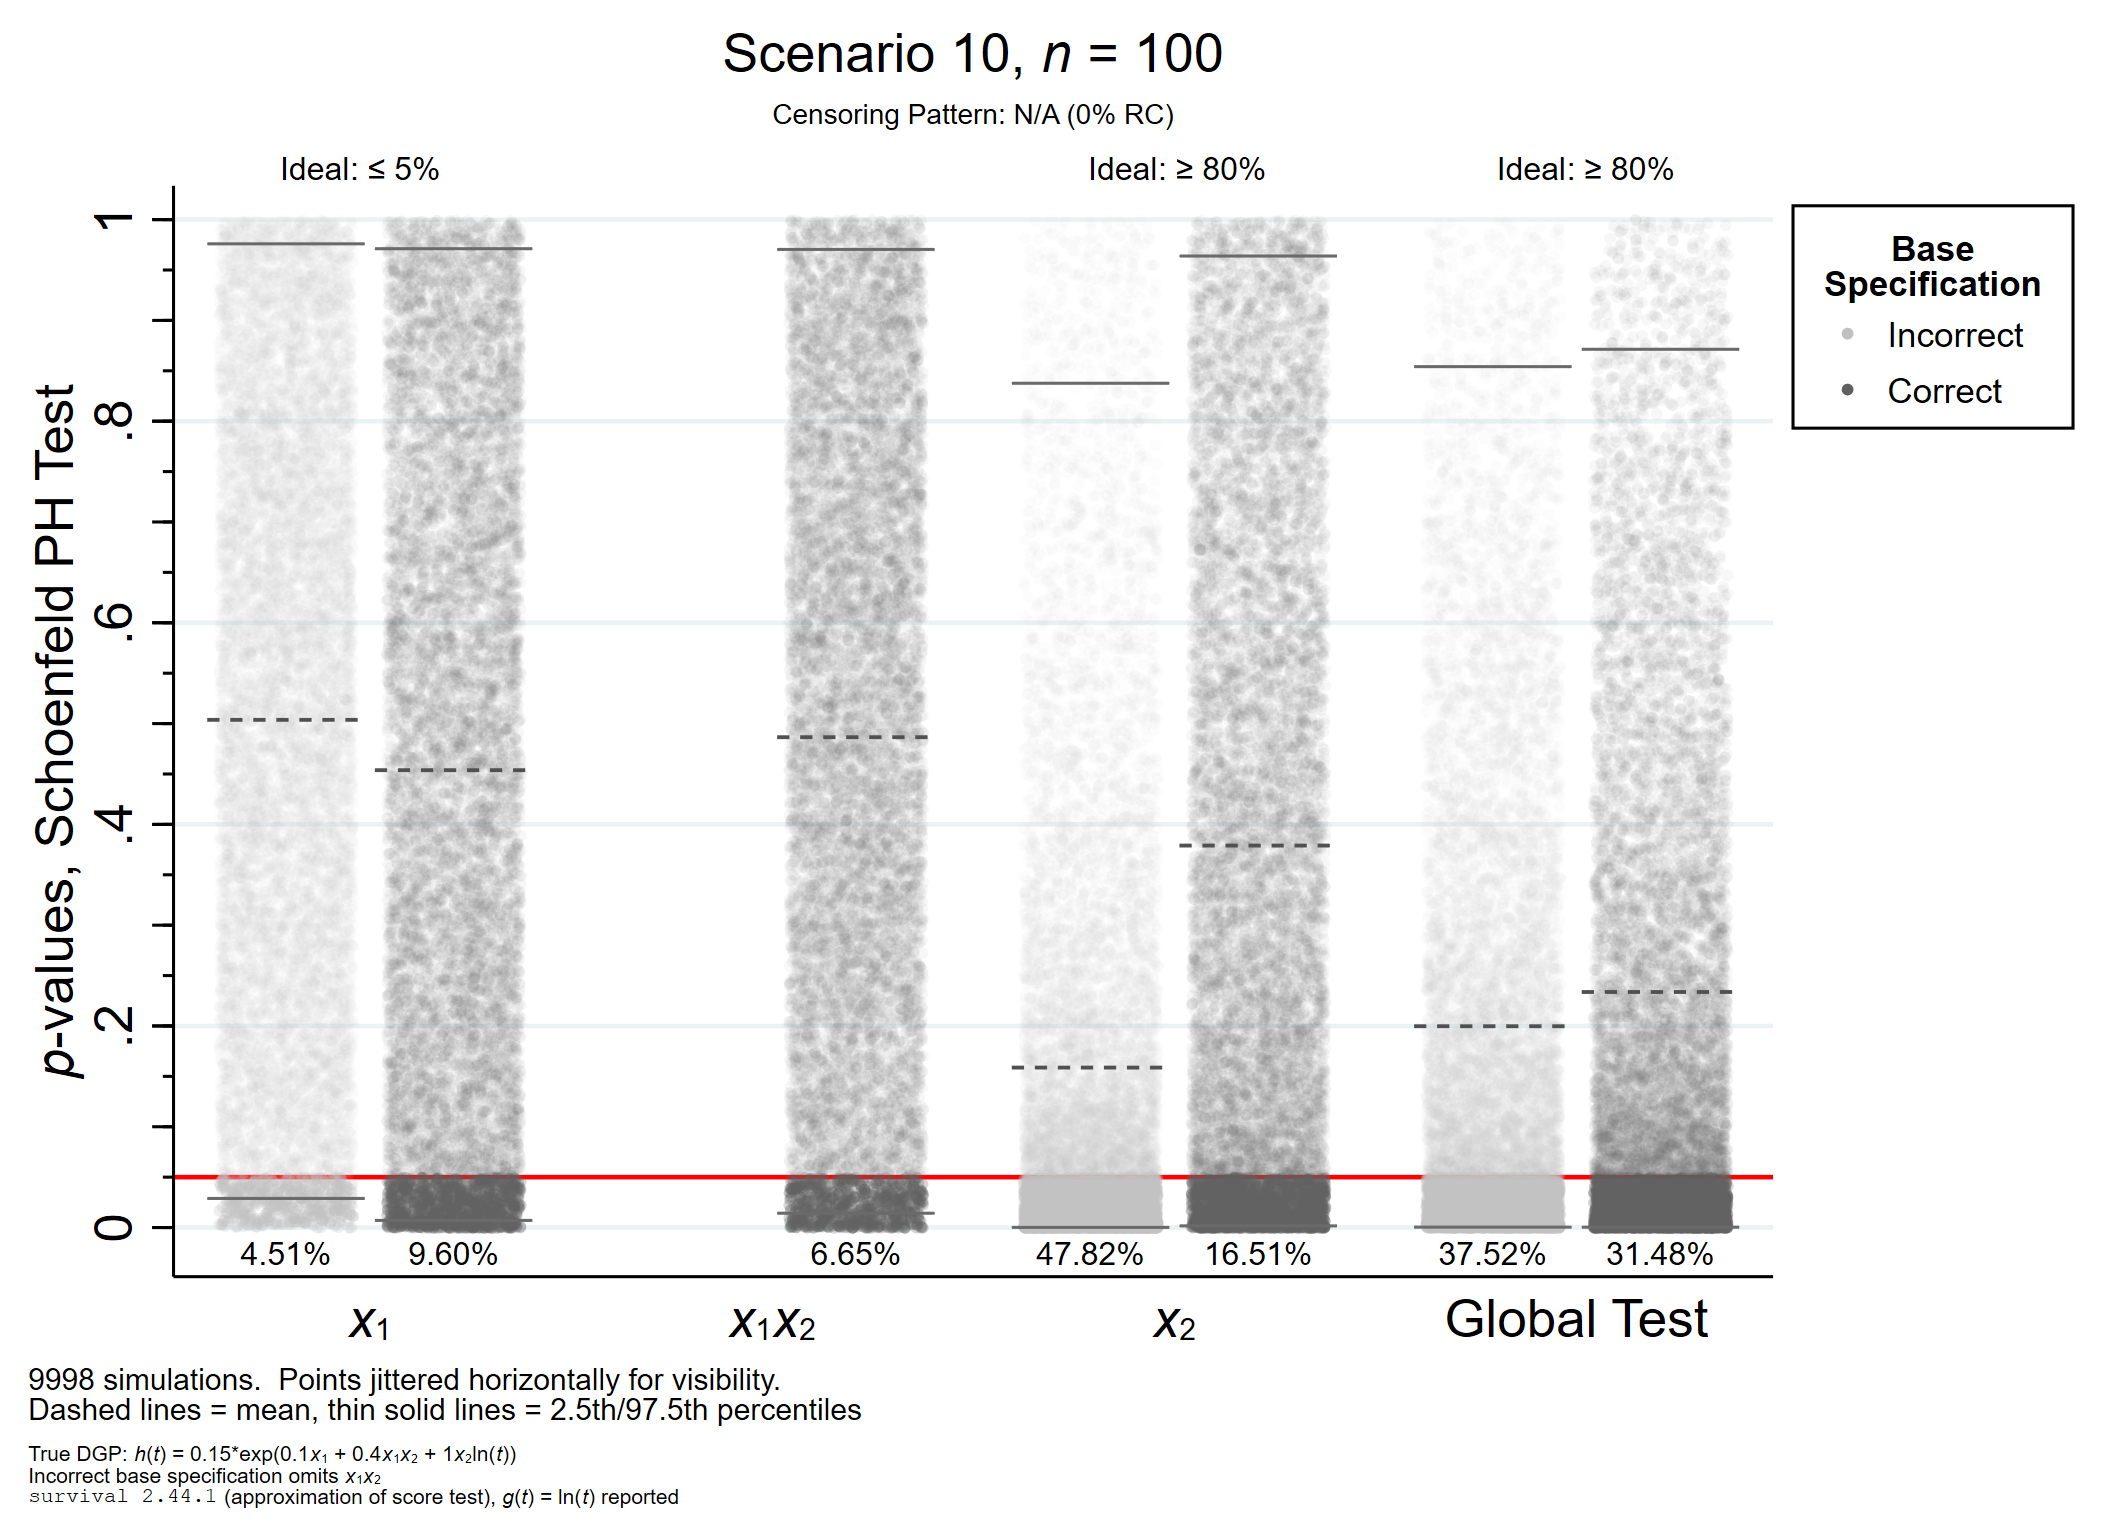 Scenario 10, n = 100
Censoring Pattern: N/A (0% RC)
Ideal: ≤ 5%
Ideal: ≥ 80%
Ideal: ≥ 80%
p-values, Schoenfeld PH Test
1
.8
.6
.4
.2
0
Base
Specification
Incorrect
Correct
4.51%
9.60%
6.65%
47.82%
16.51%
37.52%
31.48%
x₁
x₁x₂
x₂
Global Test
9998 simulations.  Points jittered horizontally for visibility.
Dashed lines = mean, thin solid lines = 2.5th/97.5th percentiles
True DGP: h(t) = 0.15*exp(0.1x₁ + 0.4x₁x₂ + 1x₂ln(t))
Incorrect base specification omits x₁x₂
survival 2.44.1 (approximation of score test), g(t) = ln(t) reported